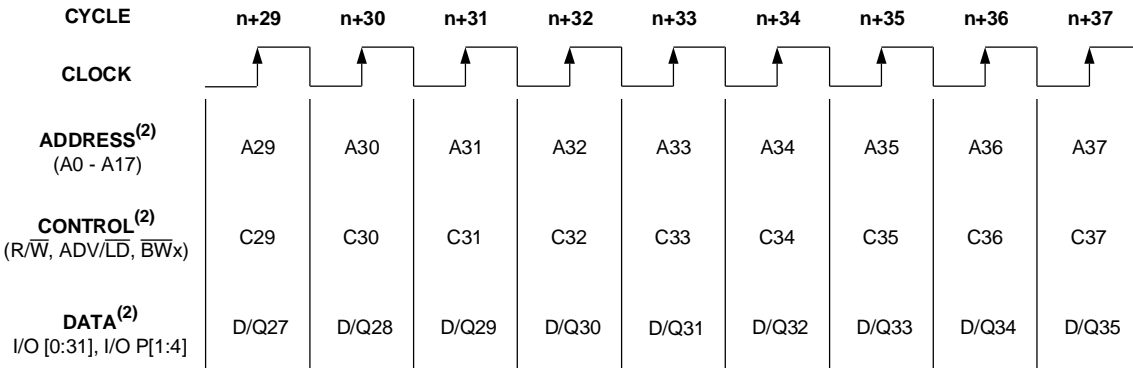 CYCLE n+29 n+30 n+31 n+32 n+33 n+34 n+35 n+36 n+37
CLOCK
ADDRESS(2)
(A0 - A17) A29 A30 A31 A32 A33 A34 A35 A36 A37
CONTROL(2)
(R/W̅, ADV/L̅D̅, B̅W̅x) C29 C30 C31 C32 C33 C34 C35 C36 C37
DATA(2)
I/O [0:31], I/O P[1:4] D/Q27 D/Q28 D/Q29 D/Q30 D/Q31 D/Q32 D/Q33 D/Q34 D/Q35